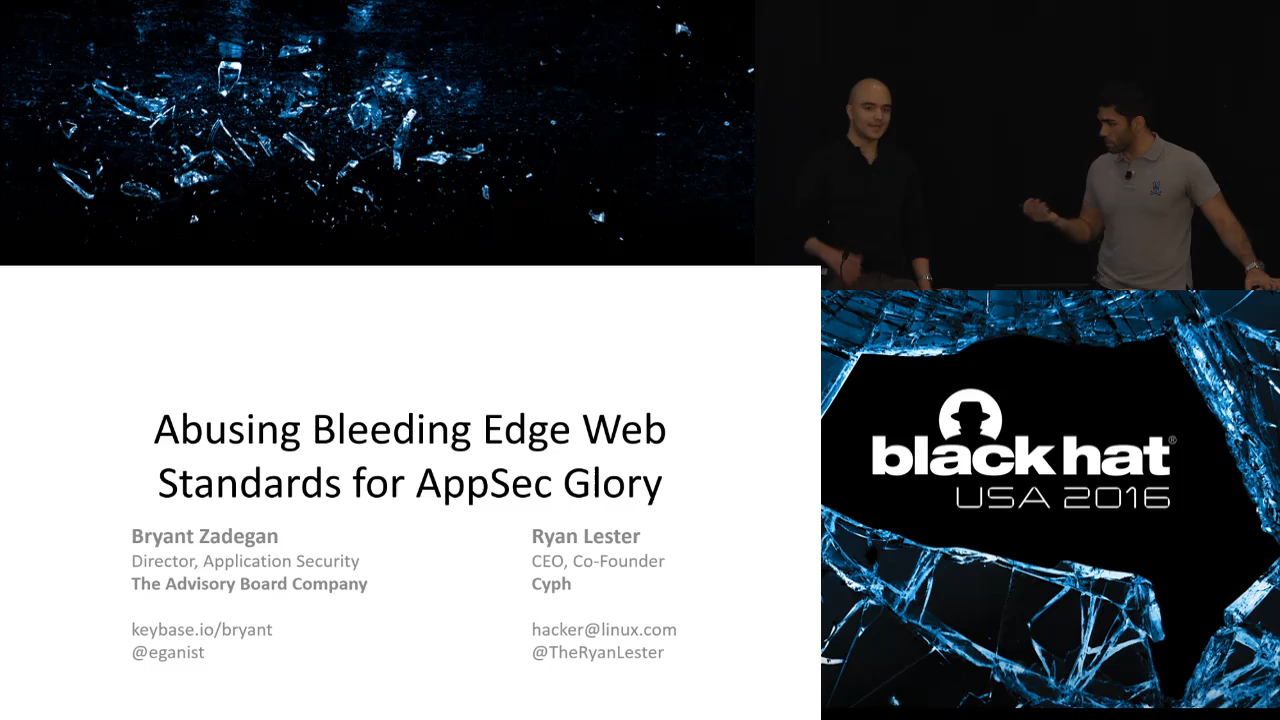 Abusing Bleeding Edge Web
Standards for AppSec Glory
Bryant Zadegan
Director, Application Security
The Advisory Board Company
keybase.io/bryant
@eganist
Ryan Lester
CEO, Co-Founder
Cyph
hacker@linux.com
@TheRyanLester
black hat®
USA 2016